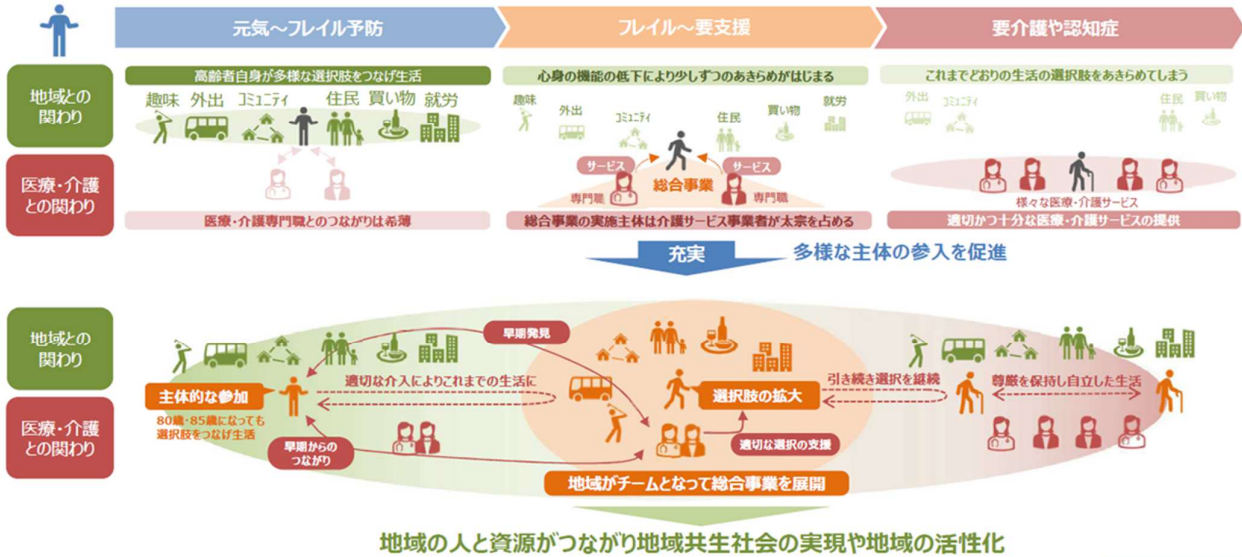 元気～フレイル予防
フレイル～要支援
要介護や認知症
地域との
関わり
高齢者自身が多様な選択肢をつなげ生活
趣味 外出 コミュニティ 住民 買い物 就労
心身の機能の低下により少しずつのあきらめがはじまる
趣味 外出 コミュニティ 住民 買い物 就労
これまでどおりの生活の選択肢をあきらめてしまう
外出 コミュニティ 住民 買い物
医療・介護
との関わり
医療・介護専門職とのつながりは希薄
サービス サービス
総合事業
専門職 専門職
総合事業の実施主体は介護サービス事業者が太宗を占める
様々な医療・介護サービス
適切かつ十分な医療・介護サービスの提供
充実
多様な主体の参入を促進
地域との
関わり
早期発見
主体的な参加
80歳・85歳になっても
選択肢をつなげ生活
適切な介入によりこれまでの生活に
選択肢の拡大
引き続き選択を継続
尊厳を保持し自立した生活
医療・介護
との関わり
早期からの
つながり
適切な選択の支援
地域がチームとなって総合事業を展開
地域の人と資源がつながり地域共生社会の実現や地域の活性化